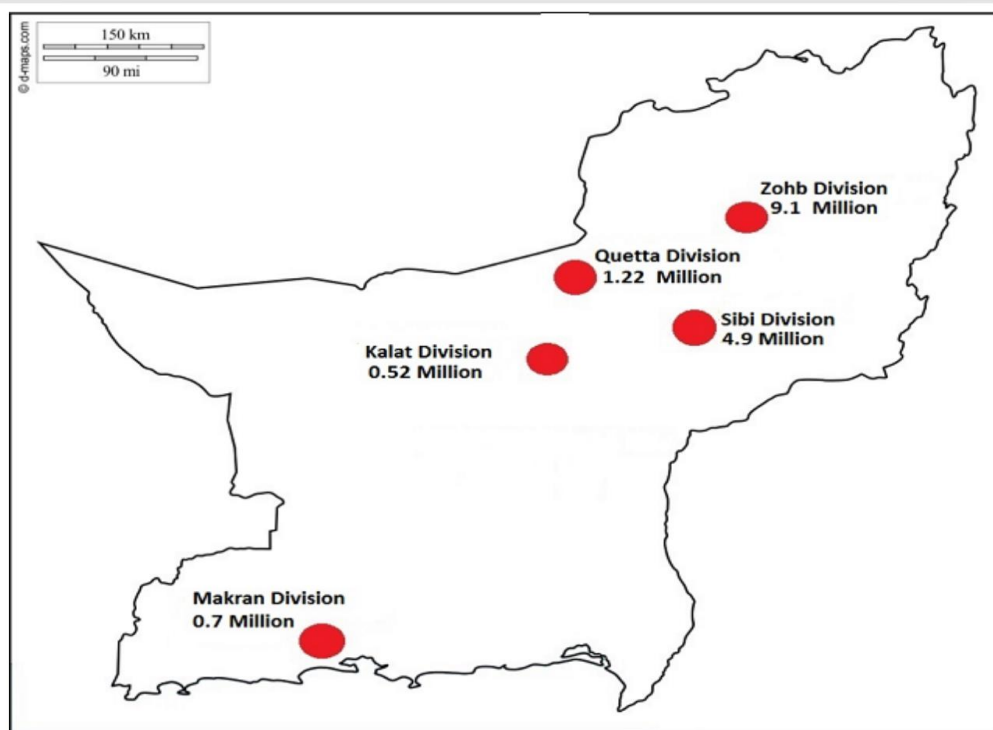 © d-maps.com
150 km
90 mi
Zohb Division
9.1 Million
Quetta Division
1.22 Million
Sibi Division
4.9 Million
Kalat Division
0.52 Million
Makran Division
0.7 Million